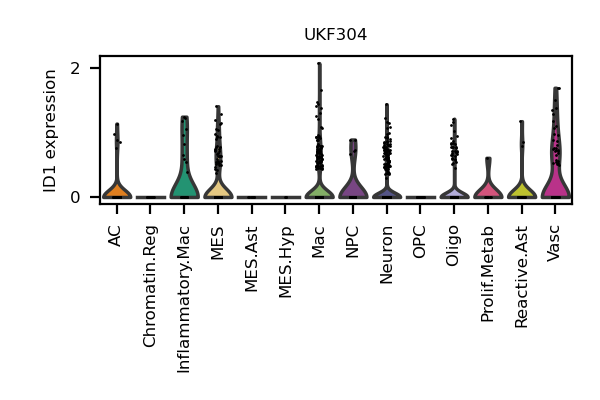 UKF304
ID1 expression
2
0
AC
Chromatin.Reg
Inflammatory.Mac
MES
MES.Ast
MES.Hyp
Mac
NPC
Neuron
OPC
Oligo
Prolif.Metab
Reactive.Ast
Vasc